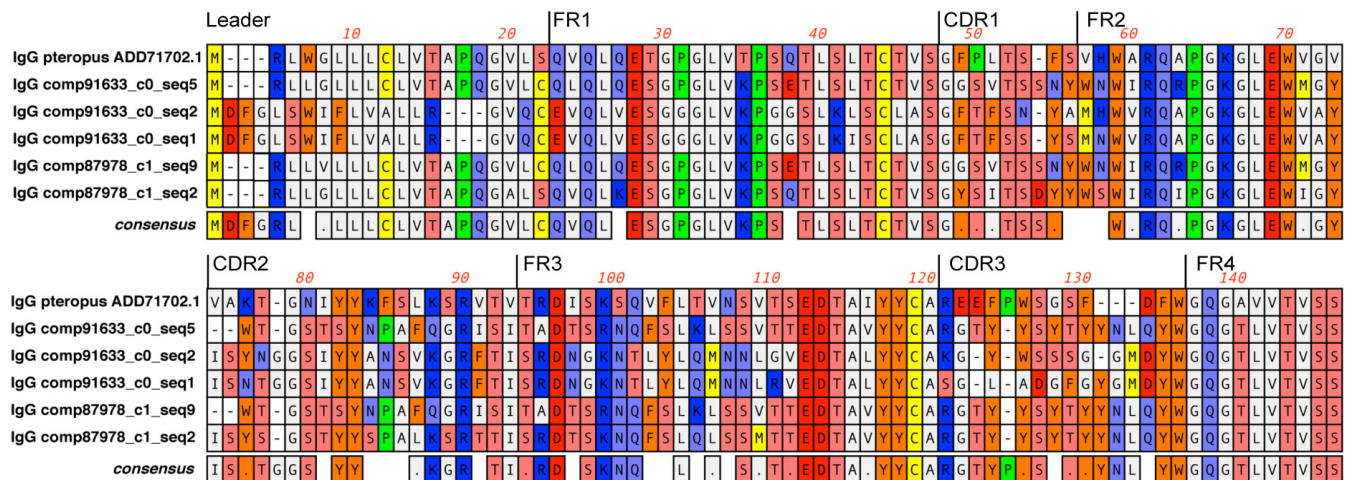 Leader FR1 CDR1 FR2
10 20 30 40 50 60 70
IgG pteropus ADD71702.1 M---RLWGLLLCLVTAPQGVLSQVQLQETGPGLVTPSQTLSLTCTVSGFPLTS-FSVHWARQAPGKGLEWVGV
IgG comp91633_c0_seq5 M---RLLGLLLCLVTAPQGVLCQLQLQESGPGLVKPSETLSLTCTVSGGSVTSSNYWNWIRQRPGKGLEWMGY
IgG comp91633_c0_seq2 MDFGLSWIFLVALLR---GVQCEVQLVESGGGLVKPGGSLKLSCLASGFTFSN-YAMHWVRQAPGKGLEWVAY
IgG comp91633_c0_seq1 MDFGLSWIFLVALLR---GVQCEVQLVESGGGLVKPGGSLKISCLASGFTFSS-YSMNWVRQAPGKGLEWVAY
IgG comp87978_c1_seq9 M---RLLVLLLCLVTAPQGVLCQVQLQESGPGLVKPSETLSLTCTVSGGSVTSSNYWNWIRQRPGKGLEWMGY
IgG comp87978_c1_seq2 M---RLLGLLLCLVTAPQGALSQVQLKESGPGLVKPSQTLSLTCTVSGYSITSDYYWSWIRQIPGKGLEWIGY
consensus MDFGRL .LLLCLVTAPQGVLCQVQL ESGPGLVKPS TLSLTCTVSG..TSS. W.RQ.PGKGLEW.GY
CDR2 FR3 CDR3 FR4
80 90 100 110 120 130 140
IgG pteropus ADD71702.1 VAKT-GNIYYKFSLKSRVTVTRDISKSQVFLTVNSVTSEDTAIYYCAREEFPWSGSF---DFWGQGAVVTVSS
IgG comp91633_c0_seq5 --WT-GSTSYNPAFQGRISITADTSRNQFSLKLSSVTTEDTAVYYCARGTY-YSYTYYNLQYWGQGTLVTVSS
IgG comp91633_c0_seq2 ISYNGGSIYYANSVKGRFTISRDNGKNTLYLQMNNLGVEDTALYYCAKG-Y-WSSSG-GMDYWGQGTLVTVSS
IgG comp91633_c0_seq1 ISNTGGSIYYANSVKGRFTISRDNGKNTLYLQMNNLRVEDTALYYCASG-L-ADGFGYGMDYWGQGTLVTVSS
IgG comp87978_c1_seq9 --WT-GSTSYNPAFQGRISITADTSRNQFSLKLSSVTTEDTAVYYCARGTY-YSYTYYNLQYWGQGTLVTVSS
IgG comp87978_c1_seq2 ISYS-GSTYYSPALKSRTTISRDTSKNQFSLQLSSMTTEDTAVYYCARGTY-YSYTYYNLQYWGQGTLVTVSS
consensus IS.TGGS YY .KGR TI.RD SKNQ L . S.T.EDTA.YYCARGTYP.S .YNL YWGQGTLVTVSS